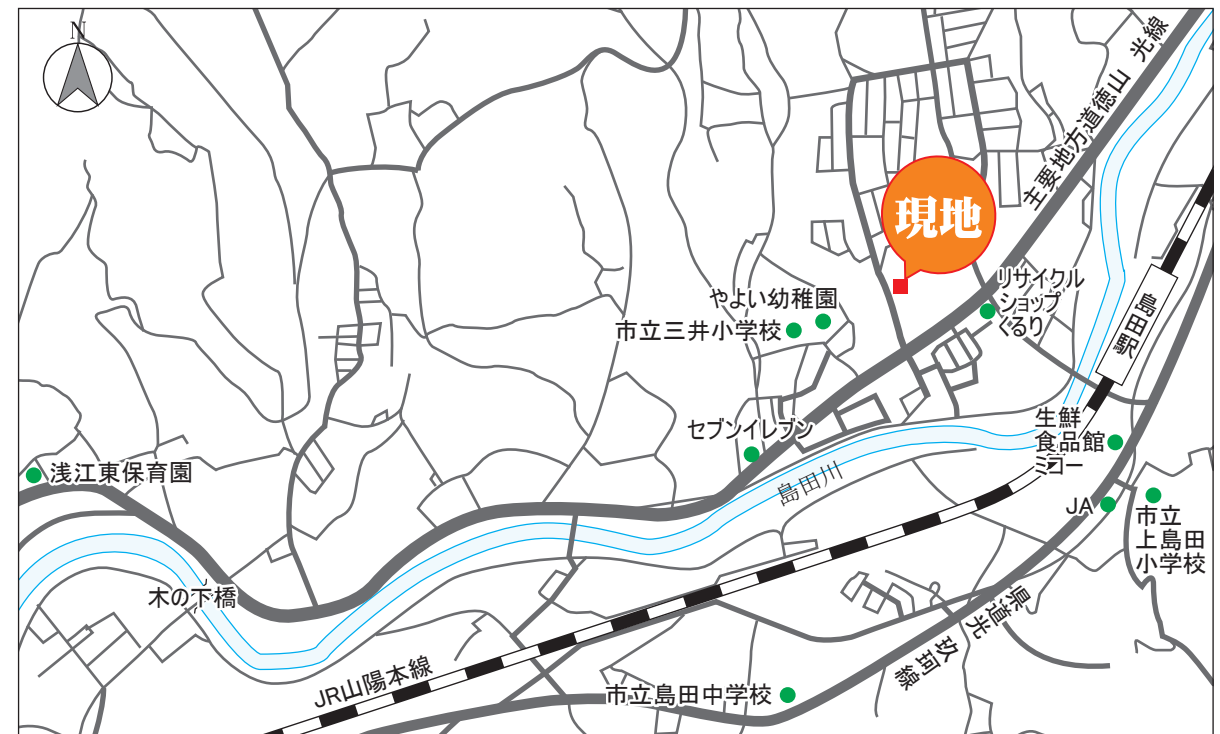 N
主要地方道徳山 光線
現地
リサイクル
ショップ
くるり
島田駅
やよい幼稚園
市立三井小学校
セブンイレブン
生鮮
食品館
ミコー
浅江東保育園
島田川
JA
市立
上島田
小学校
木の下橋
県道光
玖珂線
JR山陽本線
市立島田中学校